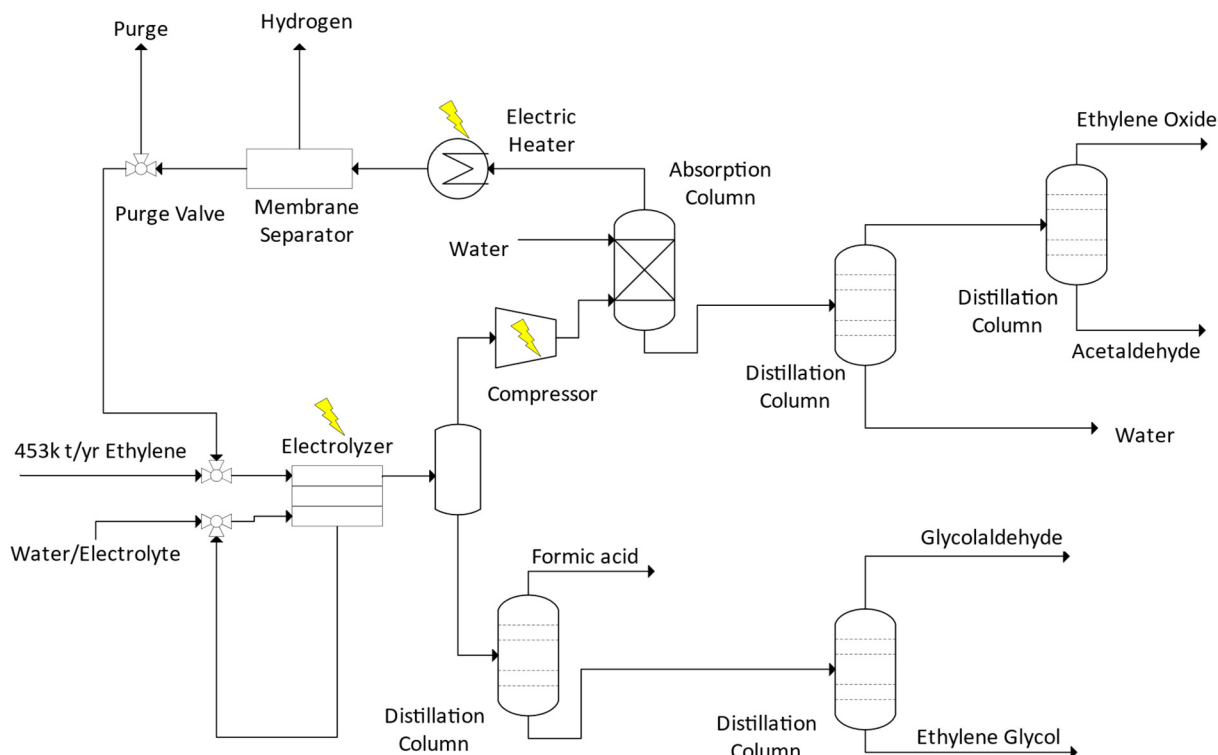 Purge
Hydrogen
Electric
Heater
Ethylene Oxide
Absorption
Column
Purge Valve
Membrane
Separator
Water
Distillation
Column
Acetaldehyde
Distillation
Column
Compressor
Water
453k t/yr Ethylene
Electrolyzer
Water/Electrolyte
Formic acid
Glycolaldehyde
Distillation
Column
Distillation
Column
Ethylene Glycol